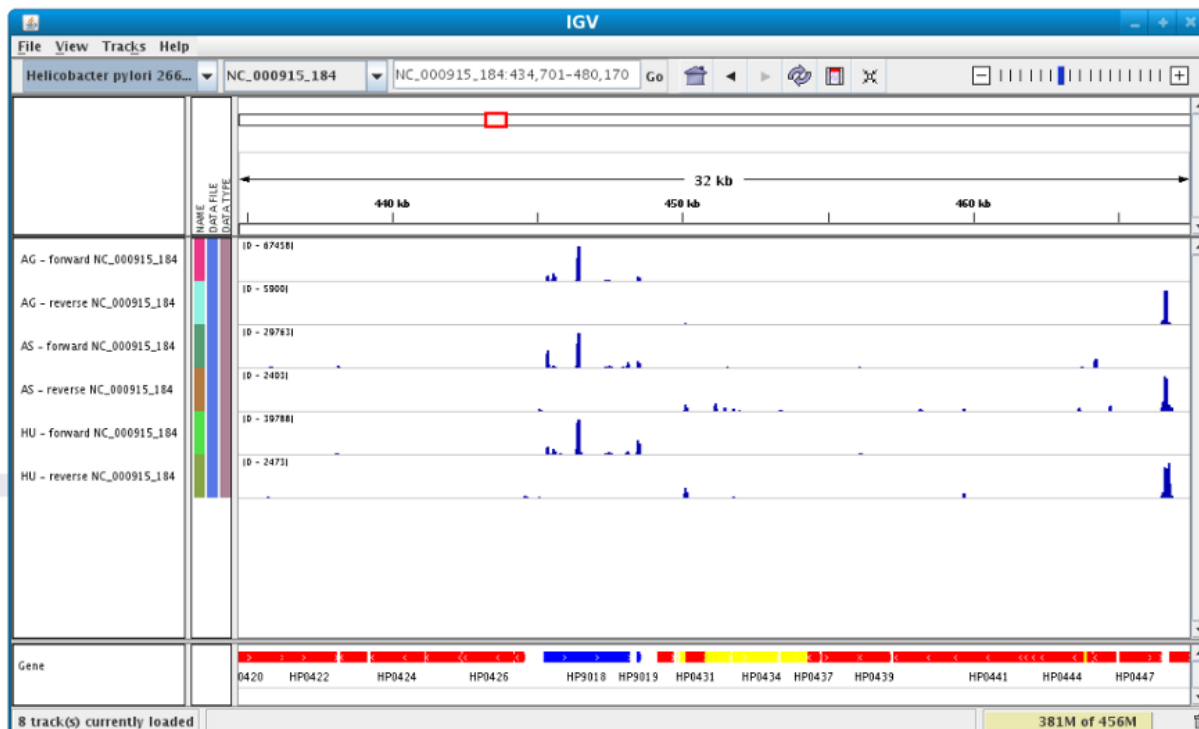 IGV
File View Tracks Help
Helicobacter pylori 266... NC_000915_184 NC_000915_184:434,701-480,170 Go
32 kb
440 kb 450 kb 460 kb
NAME
DATA FILE
DATA TYPE
AG - forward NC_000915_184 [0 - 67458]
AG - reverse NC_000915_184 [0 - 5900]
AS - forward NC_000915_184 [0 - 29763]
AS - reverse NC_000915_184 [0 - 2403]
HU - forward NC_000915_184 [0 - 39788]
HU - reverse NC_000915_184 [0 - 2473]
Gene
0420 HP0422 HP0424 HP0426 HP9018 HP9019 HP0431 HP0434 HP0437 HP0439 HP0441 HP0444 HP0447
8 track(s) currently loaded 381M of 456M